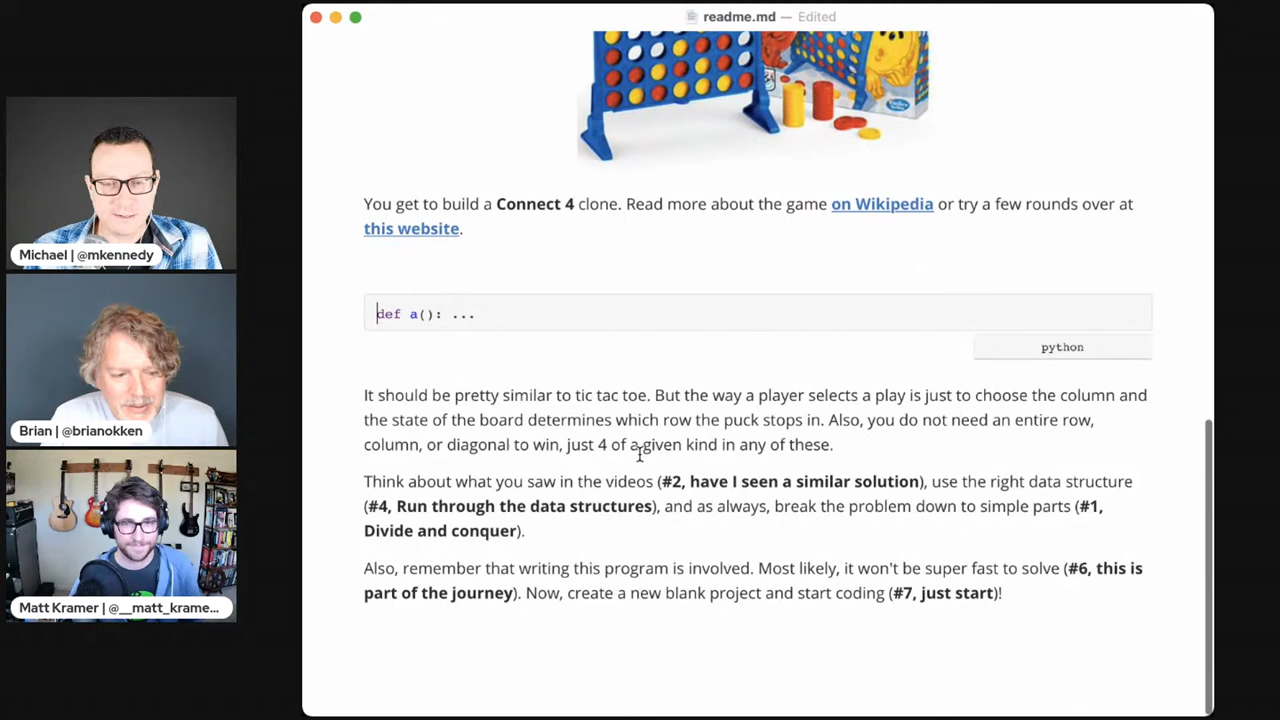 readme.md — Edited
You get to build a Connect 4 clone. Read more about the game on Wikipedia or try a few rounds over at
this website.
def a(): ...
python
It should be pretty similar to tic tac toe. But the way a player selects a play is just to choose the column and
the state of the board determines which row the puck stops in. Also, you do not need an entire row,
column, or diagonal to win, just 4 of a given kind in any of these.
Think about what you saw in the videos (#2, have I seen a similar solution), use the right data structure
(#4, Run through the data structures), and as always, break the problem down to simple parts (#1,
Divide and conquer).
Also, remember that writing this program is involved. Most likely, it won't be super fast to solve (#6, this is
part of the journey). Now, create a new blank project and start coding (#7, just start)!
Michael | @mkennedy
Brian | @brianokken
Matt Kramer | @__matt_krame...